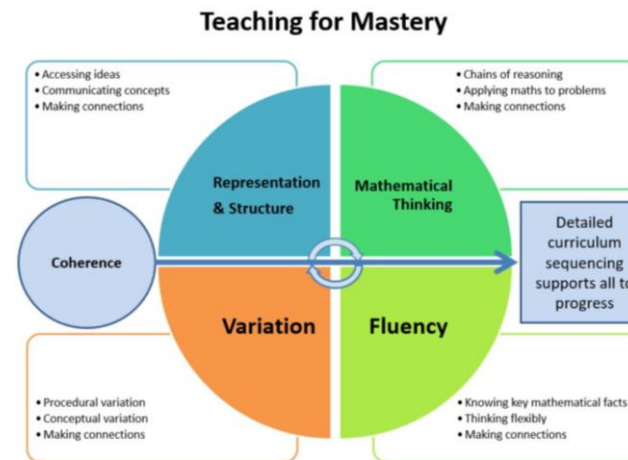 Teaching for Mastery
• Accessing ideas
• Communicating concepts
• Making connections
• Chains of reasoning
• Applying maths to problems
• Making connections
Representation
& Structure
Mathematical
Thinking
Coherence
Detailed
curriculum
sequencing
supports all to
progress
Variation
Fluency
• Procedural variation
• Conceptual variation
• Making connections
• Knowing key mathematical facts
• Thinking flexibly
• Making connections